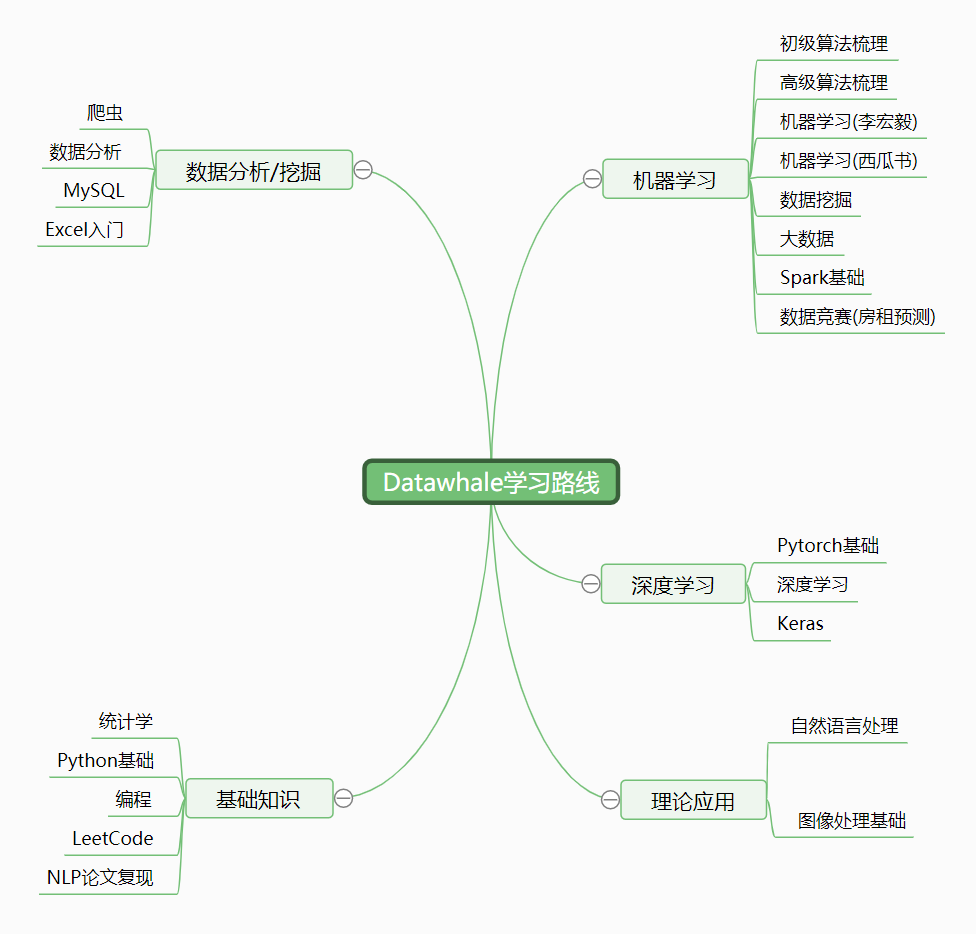 Datawhale学习路线
机器学习
初级算法梳理
高级算法梳理
机器学习(李宏毅)
机器学习(西瓜书)
数据挖掘
大数据
Spark基础
数据竞赛(房租预测)
深度学习
Pytorch基础
深度学习
Keras
理论应用
自然语言处理
图像处理基础
数据分析/挖掘
爬虫
数据分析
MySQL
Excel入门
基础知识
统计学
Python基础
编程
LeetCode
NLP论文复现